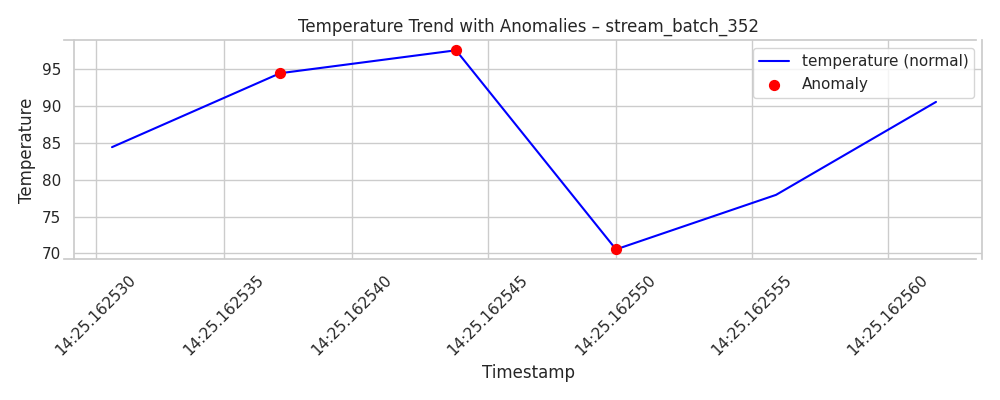 Temperature Trend with Anomalies – stream_batch_352
temperature (normal)
Anomaly
Temperature
95
90
85
80
75
70
14:25.162530
14:25.162535
14:25.162540
14:25.162545
14:25.162550
14:25.162555
14:25.162560
Timestamp